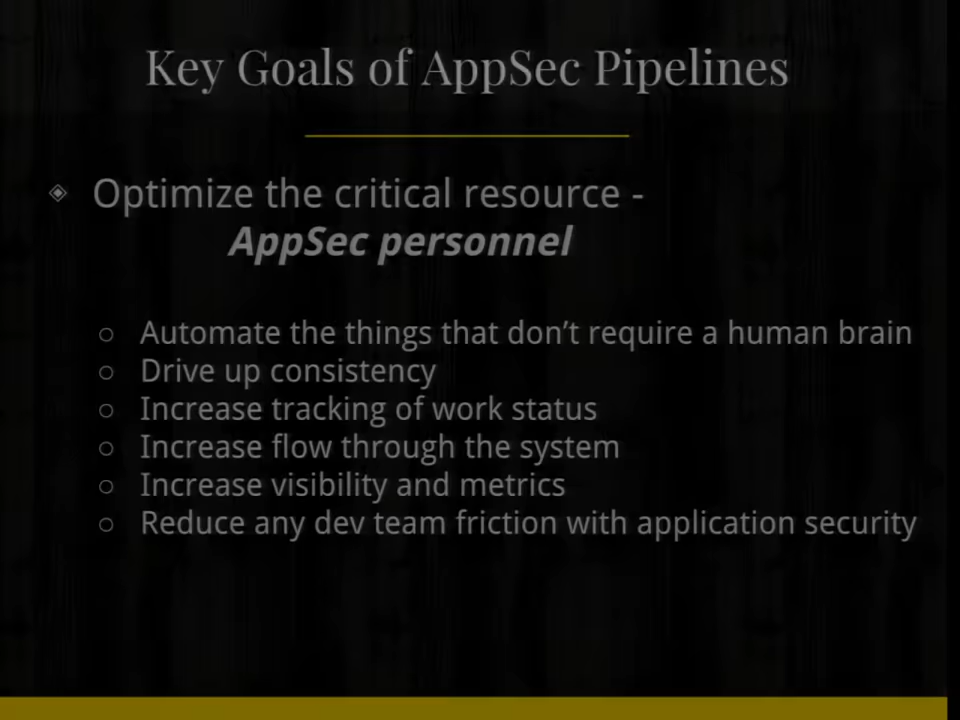 Key Goals of AppSec Pipelines
◈ Optimize the critical resource -
AppSec personnel
○ Automate the things that don’t require a human brain
○ Drive up consistency
○ Increase tracking of work status
○ Increase flow through the system
○ Increase visibility and metrics
○ Reduce any dev team friction with application security